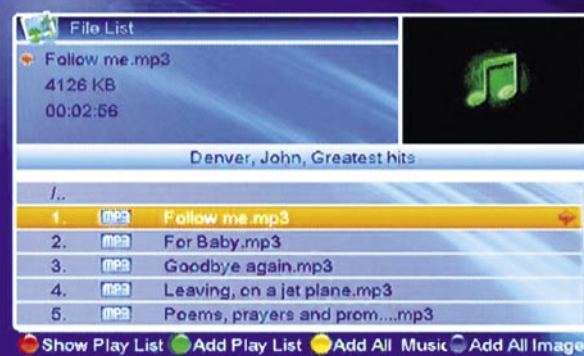 File List
Follow me.mp3
4126 KB
00:02:56
Denver, John, Greatest hits
/..
1. MP3 Follow me.mp3
2. MP3 For Baby.mp3
3. MP3 Goodbye again.mp3
4. MP3 Leaving, on a jet plane.mp3
5. MP3 Poems, prayers and prom....mp3
Show Play List Add Play List Add All Music Add All Image